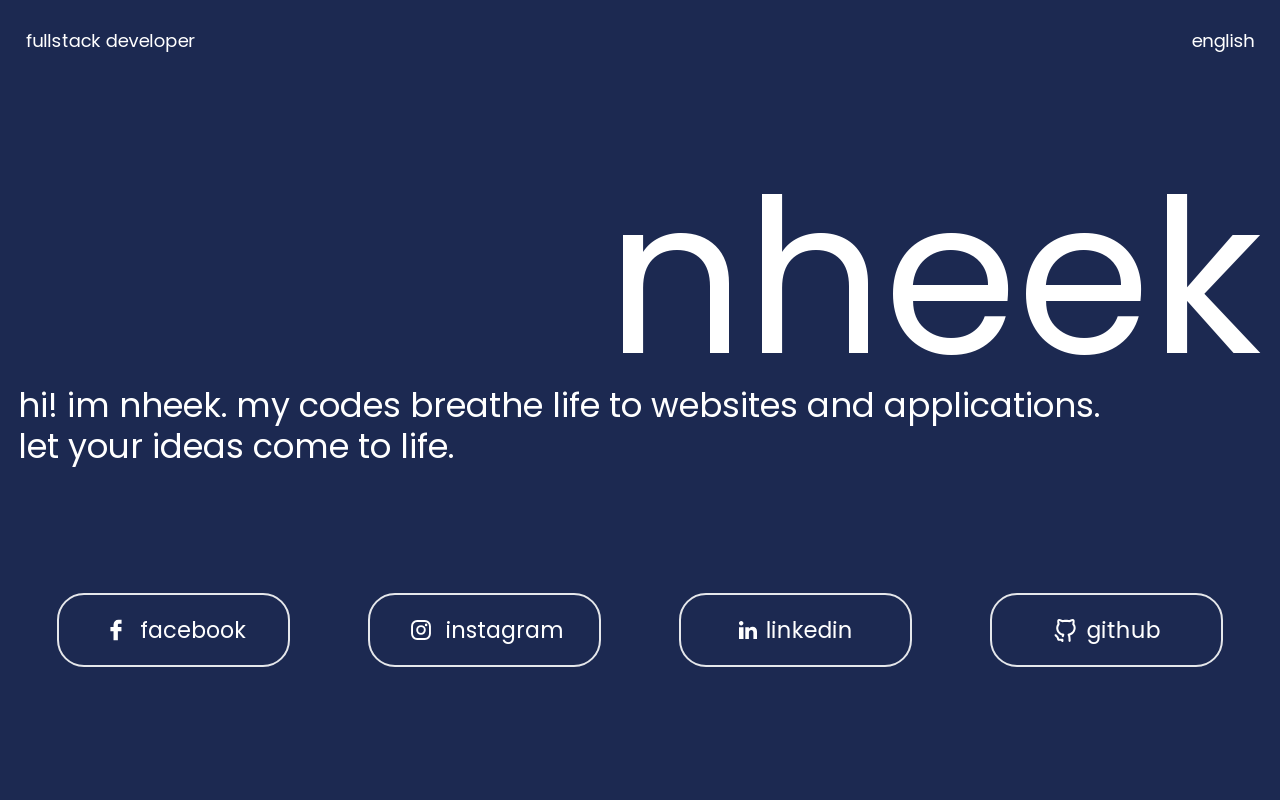 fullstack developer
english
nheek
hi! im nheek. my codes breathe life to websites and applications.
let your ideas come to life.
facebook
instagram
linkedin
github